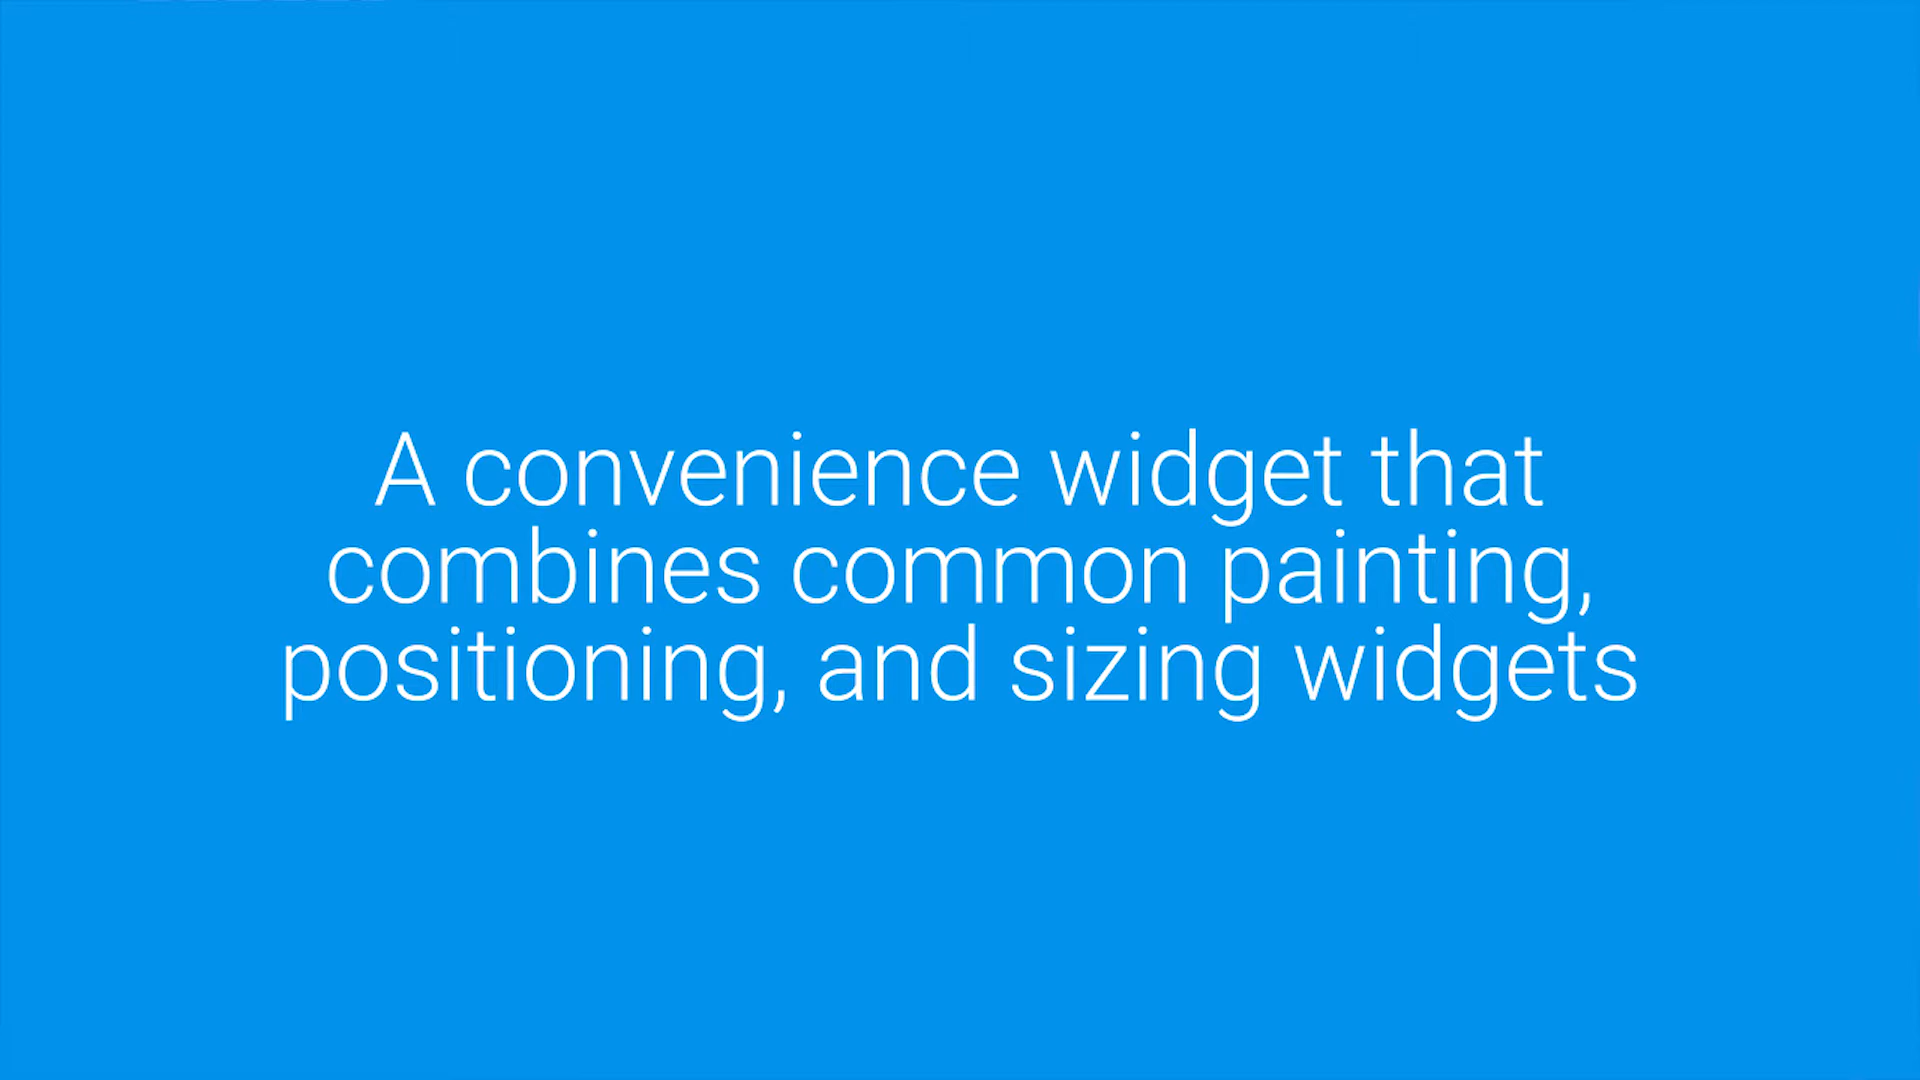 A convenience widget that
combines common painting,
positioning, and sizing widgets